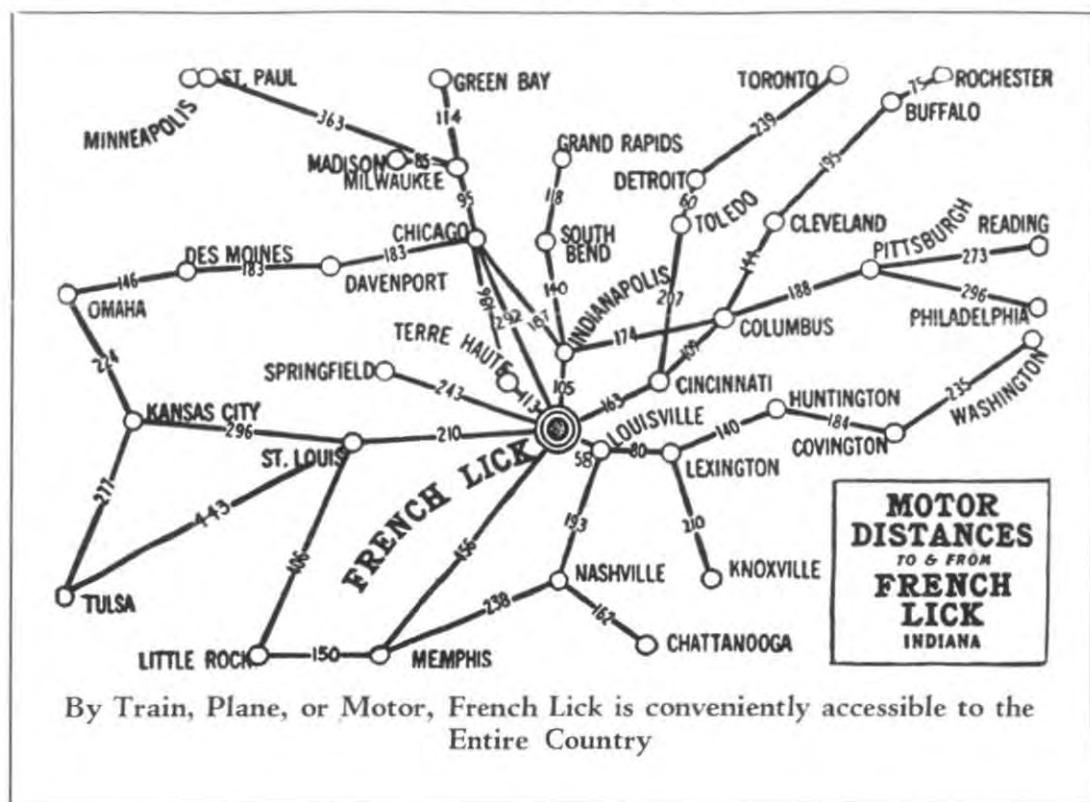 ST. PAUL
MINNEAPOLIS
363
GREEN BAY
114
MADISON
85
MILWAUKEE
95
GRAND RAPIDS
118
SOUTH
BEND
140
TORONTO
239
DETROIT
60
TOLEDO
207
ROCHESTER
75
BUFFALO
195
CLEVELAND
144
PITTSBURGH
READING
273
296
PHILADELPHIA
188
COLUMBUS
174
109
CHICAGO
183
DAVENPORT
DES MOINES
183
146
OMAHA
224
292
187
INDIANAPOLIS
105
TERRE HAUTE
113
SPRINGFIELD
243
163
CINCINNATI
KANSAS CITY
296
ST. LOUIS
210
277
443
TULSA
406
LITTLE ROCK
150
MEMPHIS
456
238
FRENCH LICK
LOUISVILLE
58
80
LEXINGTON
140
HUNTINGTON
184
COVINGTON
235
WASHINGTON
210
KNOXVILLE
193
NASHVILLE
162
CHATTANOOGA
MOTOR
DISTANCES
TO & FROM
FRENCH
LICK
INDIANA
By Train, Plane, or Motor, French Lick is conveniently accessible to the
Entire Country